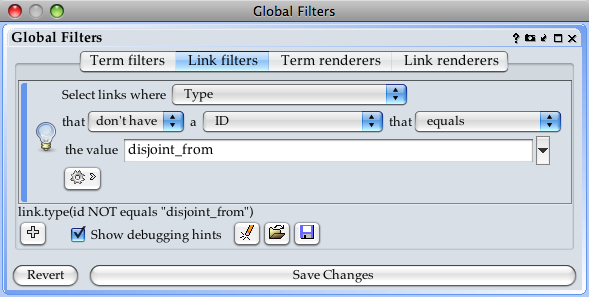 Global Filters
Global Filters
Term filters Link filters Term renderers Link renderers
Select links where Type
that don't have a ID that equals
the value disjoint_from
link.type(id NOT equals "disjoint_from")
Show debugging hints
Revert Save Changes